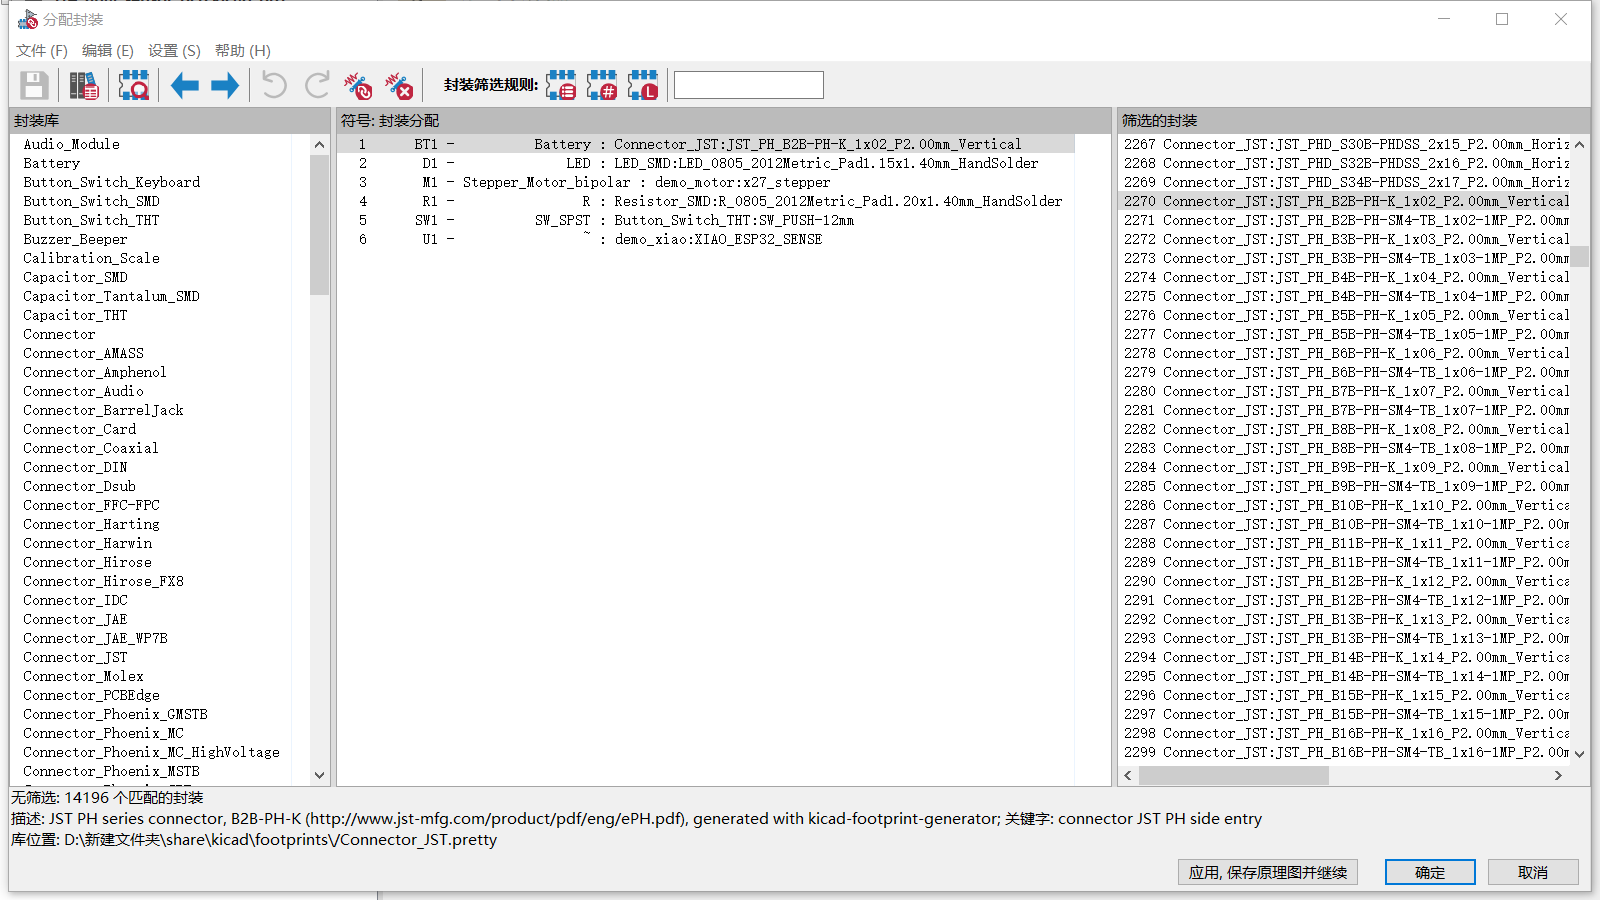 分配封装
文件 (F) 编辑 (E) 设置 (S) 帮助 (H)
封装筛选规则:
封装库
Audio_Module
Battery
Button_Switch_Keyboard
Button_Switch_SMD
Button_Switch_THT
Buzzer_Beeper
Calibration_Scale
Capacitor_SMD
Capacitor_Tantalum_SMD
Capacitor_THT
Connector
Connector_AMASS
Connector_Amphenol
Connector_Audio
Connector_BarrelJack
Connector_Card
Connector_Coaxial
Connector_DIN
Connector_Dsub
Connector_FFC-FPC
Connector_Harting
Connector_Harwin
Connector_Hirose
Connector_Hirose_FX8
Connector_IDC
Connector_JAE
Connector_JAE_WP7B
Connector_JST
Connector_Molex
Connector_PCBEdge
Connector_Phoenix_GMSTB
Connector_Phoenix_MC
Connector_Phoenix_MC_HighVoltage
Connector_Phoenix_MSTB
符号: 封装分配
1 BT1 - Battery : Connector_JST:JST_PH_B2B-PH-K_1x02_P2.00mm_Vertical
2 D1 - LED : LED_SMD:LED_0805_2012Metric_Pad1.15x1.40mm_HandSolder
3 M1 - Stepper_Motor_bipolar : demo_motor:x27_stepper
4 R1 - R : Resistor_SMD:R_0805_2012Metric_Pad1.20x1.40mm_HandSolder
5 SW1 - SW_SPST : Button_Switch_THT:SW_PUSH-12mm
6 U1 - ~ : demo_xiao:XIAO_ESP32_SENSE
筛选的封装
2267 Connector_JST:JST_PHD_S30B-PHDSS_2x15_P2.00mm_Horiz
2268 Connector_JST:JST_PHD_S32B-PHDSS_2x16_P2.00mm_Horiz
2269 Connector_JST:JST_PHD_S34B-PHDSS_2x17_P2.00mm_Horiz
2270 Connector_JST:JST_PH_B2B-PH-K_1x02_P2.00mm_Vertical
2271 Connector_JST:JST_PH_B2B-PH-SM4-TB_1x02-1MP_P2.00mm
2272 Connector_JST:JST_PH_B3B-PH-K_1x03_P2.00mm_Vertical
2273 Connector_JST:JST_PH_B3B-PH-SM4-TB_1x03-1MP_P2.00mm
2274 Connector_JST:JST_PH_B4B-PH-K_1x04_P2.00mm_Vertical
2275 Connector_JST:JST_PH_B4B-PH-SM4-TB_1x04-1MP_P2.00mm
2276 Connector_JST:JST_PH_B5B-PH-K_1x05_P2.00mm_Vertical
2277 Connector_JST:JST_PH_B5B-PH-SM4-TB_1x05-1MP_P2.00mm
2278 Connector_JST:JST_PH_B6B-PH-K_1x06_P2.00mm_Vertical
2279 Connector_JST:JST_PH_B6B-PH-SM4-TB_1x06-1MP_P2.00mm
2280 Connector_JST:JST_PH_B7B-PH-K_1x07_P2.00mm_Vertical
2281 Connector_JST:JST_PH_B7B-PH-SM4-TB_1x07-1MP_P2.00mm
2282 Connector_JST:JST_PH_B8B-PH-K_1x08_P2.00mm_Vertical
2283 Connector_JST:JST_PH_B8B-PH-SM4-TB_1x08-1MP_P2.00mm
2284 Connector_JST:JST_PH_B9B-PH-K_1x09_P2.00mm_Vertical
2285 Connector_JST:JST_PH_B9B-PH-SM4-TB_1x09-1MP_P2.00mm
2286 Connector_JST:JST_PH_B10B-PH-K_1x10_P2.00mm_Vertica
2287 Connector_JST:JST_PH_B10B-PH-SM4-TB_1x10-1MP_P2.00m
2288 Connector_JST:JST_PH_B11B-PH-K_1x11_P2.00mm_Vertica
2289 Connector_JST:JST_PH_B11B-PH-SM4-TB_1x11-1MP_P2.00m
2290 Connector_JST:JST_PH_B12B-PH-K_1x12_P2.00mm_Vertica
2291 Connector_JST:JST_PH_B12B-PH-SM4-TB_1x12-1MP_P2.00m
2292 Connector_JST:JST_PH_B13B-PH-K_1x13_P2.00mm_Vertica
2293 Connector_JST:JST_PH_B13B-PH-SM4-TB_1x13-1MP_P2.00m
2294 Connector_JST:JST_PH_B14B-PH-K_1x14_P2.00mm_Vertica
2295 Connector_JST:JST_PH_B14B-PH-SM4-TB_1x14-1MP_P2.00m
2296 Connector_JST:JST_PH_B15B-PH-K_1x15_P2.00mm_Vertica
2297 Connector_JST:JST_PH_B15B-PH-SM4-TB_1x15-1MP_P2.00m
2298 Connector_JST:JST_PH_B16B-PH-K_1x16_P2.00mm_Vertica
2299 Connector_JST:JST_PH_B16B-PH-SM4-TB_1x16-1MP_P2.00m
无筛选: 14196 个匹配的封装
描述: JST PH series connector, B2B-PH-K (http://www.jst-mfg.com/product/pdf/eng/ePH.pdf), generated with kicad-footprint-generator; 关键字: connector JST PH side entry
库位置: D:\新建文件夹\share\kicad\footprints\/Connector_JST.pretty
应用, 保存原理图并继续 确定 取消